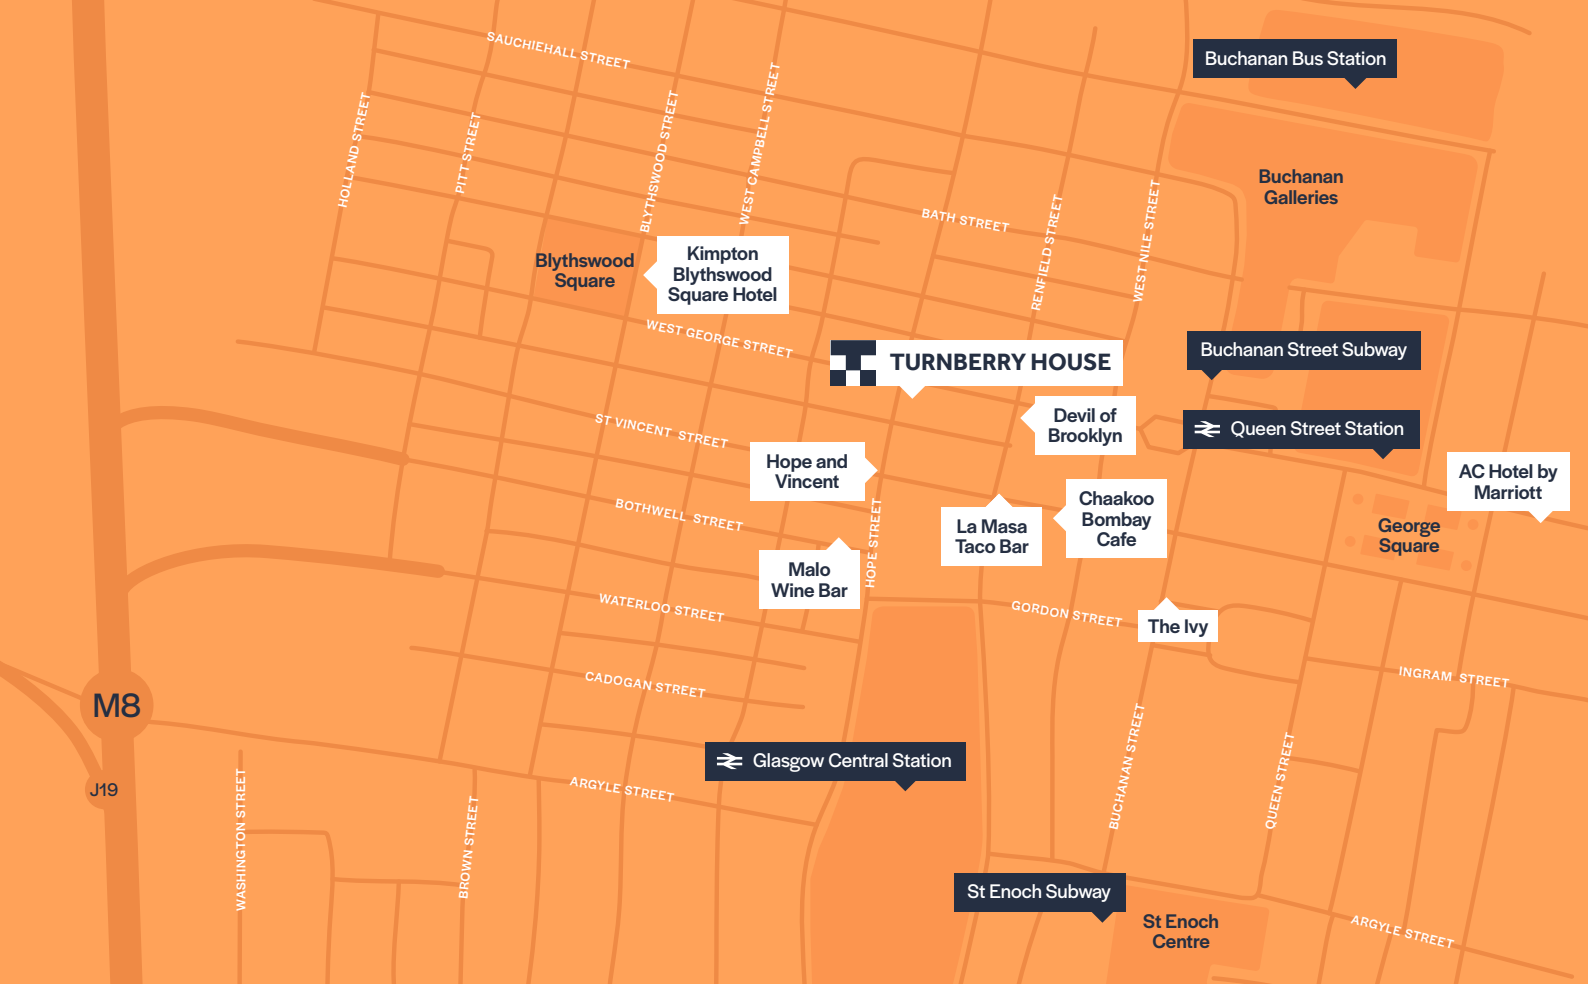 SAUCHIEHALL STREET
Buchanan Bus Station
HOLLAND STREET
PITT STREET
BLYTHSWOOD STREET
WEST CAMPBELL STREET
Buchanan
Galleries
BATH STREET
RENFIELD STREET
WEST NILE STREET
Blythswood
Square
Kimpton
Blythswood
Square Hotel
WEST GEORGE STREET
TURNBERRY HOUSE
Buchanan Street Subway
Devil of
Brooklyn
Queen Street Station
ST VINCENT STREET
Hope and
Vincent
AC Hotel by
Marriott
BOTHWELL STREET
HOPE STREET
La Masa
Taco Bar
Chaakoo
Bombay
Cafe
George
Square
Malo
Wine Bar
WATERLOO STREET
GORDON STREET
The Ivy
CADOGAN STREET
INGRAM STREET
M8
J19
Glasgow Central Station
ARGYLE STREET
BUCHANAN STREET
QUEEN STREET
WASHINGTON STREET
BROWN STREET
St Enoch Subway
St Enoch
Centre
ARGYLE STREET